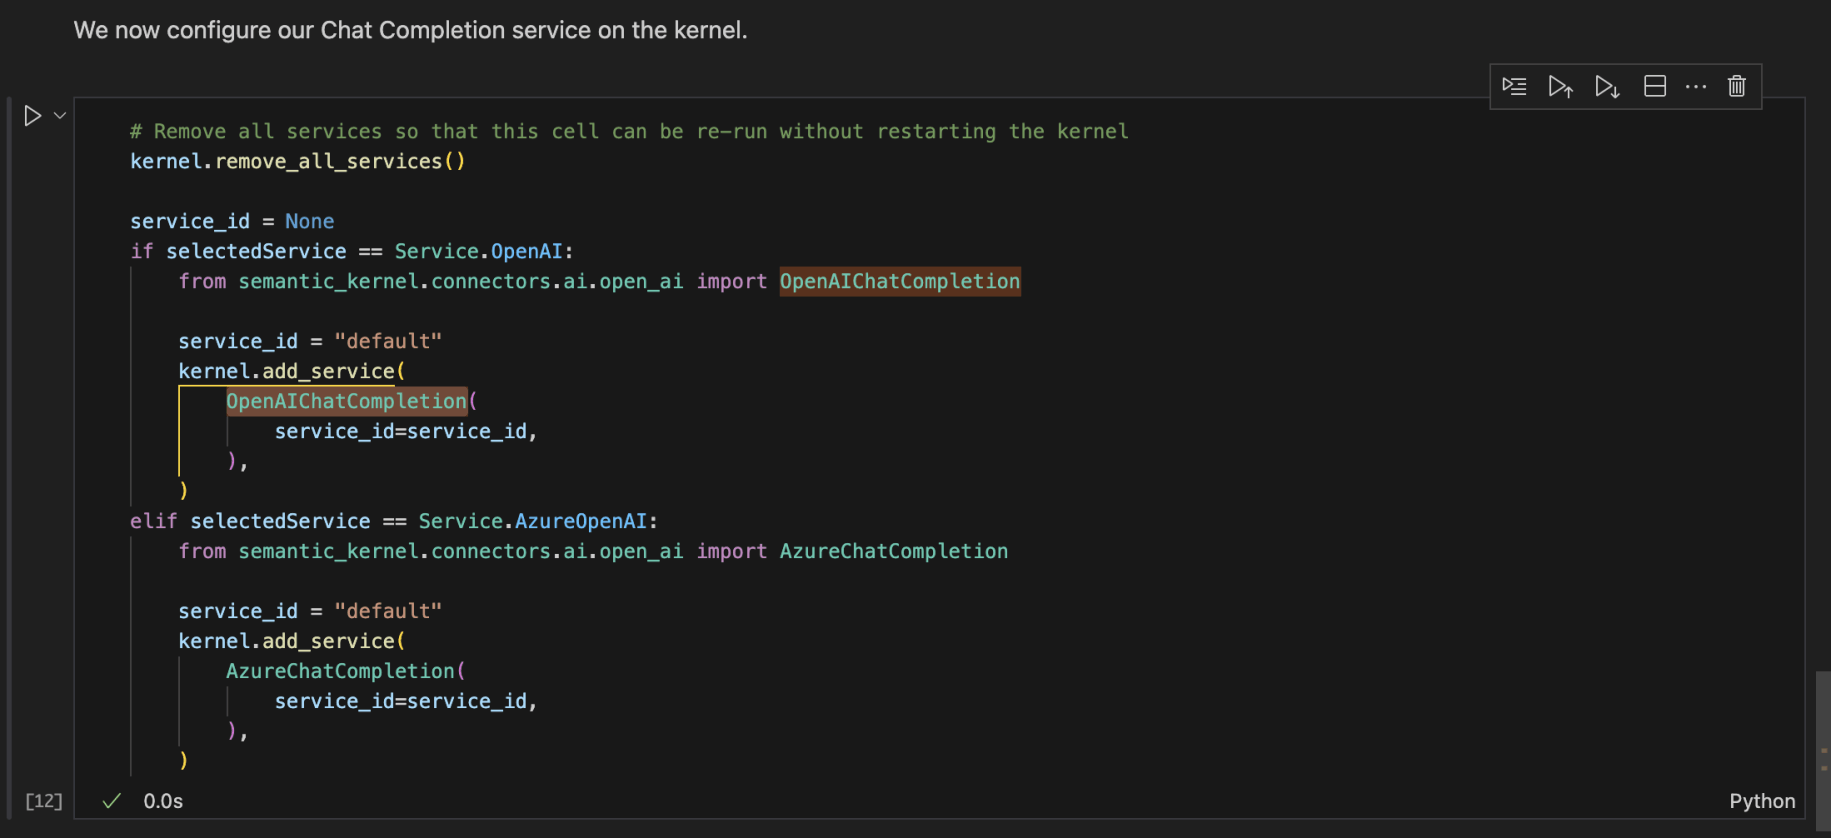 We now configure our Chat Completion service on the kernel.
# Remove all services so that this cell can be re-run without restarting the kernel
kernel.remove_all_services()
service_id = None
if selectedService == Service.OpenAI:
    from semantic_kernel.connectors.ai.open_ai import OpenAIChatCompletion
    service_id = "default"
    kernel.add_service(
        OpenAIChatCompletion(
            service_id=service_id,
        ),
    )
elif selectedService == Service.AzureOpenAI:
    from semantic_kernel.connectors.ai.open_ai import AzureChatCompletion
    service_id = "default"
    kernel.add_service(
        AzureChatCompletion(
            service_id=service_id,
        ),
    )
[12] 0.0s Python